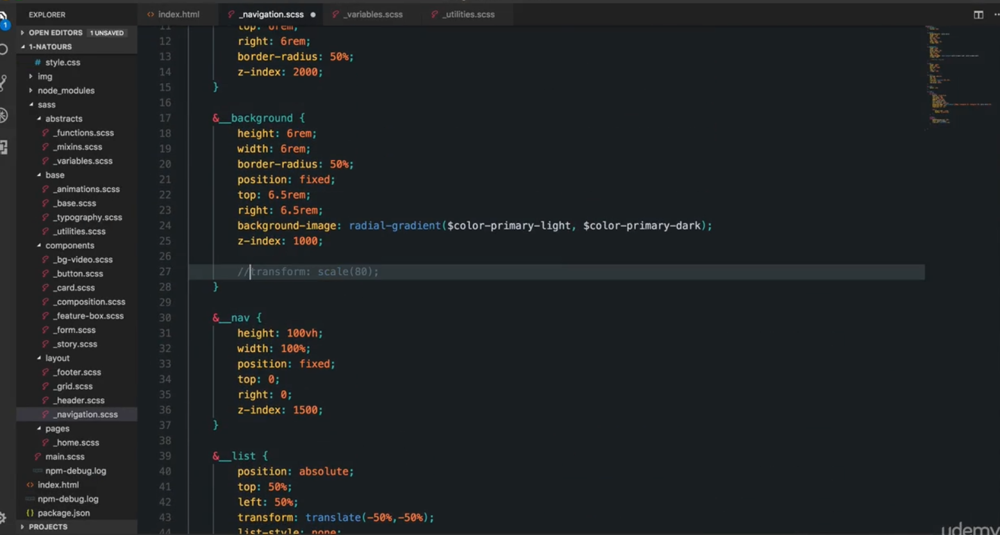 EXPLORER
OPEN EDITORS 1 UNSAVED
1-NATOURS
# style.css
img
node_modules
sass
abstracts
_functions.scss
_mixins.scss
_variables.scss
base
_animations.scss
_base.scss
_typography.scss
_utilities.scss
components
_bg-video.scss
_button.scss
_card.scss
_composition.scss
_feature-box.scss
_form.scss
_story.scss
layout
_footer.scss
_grid.scss
_header.scss
_navigation.scss
pages
_home.scss
main.scss
npm-debug.log
<> index.html
npm-debug.log
{} package.json
PROJECTS
1
<> index.html _navigation.scss _variables.scss _utilities.scss
11 top: 6rem;
12 right: 6rem;
13 border-radius: 50%;
14 z-index: 2000;
15 }
16
17 &__background {
18 height: 6rem;
19 width: 6rem;
20 border-radius: 50%;
21 position: fixed;
22 top: 6.5rem;
23 right: 6.5rem;
24 background-image: radial-gradient($color-primary-light, $color-primary-dark);
25 z-index: 1000;
26
27 //transform: scale(80);
28 }
29
30 &__nav {
31 height: 100vh;
32 width: 100%;
33 position: fixed;
34 top: 0;
35 right: 0;
36 z-index: 1500;
37 }
38
39 &__list {
40 position: absolute;
41 top: 50%;
42 left: 50%;
43 transform: translate(-50%,-50%);
44 list-style: none;
udemy